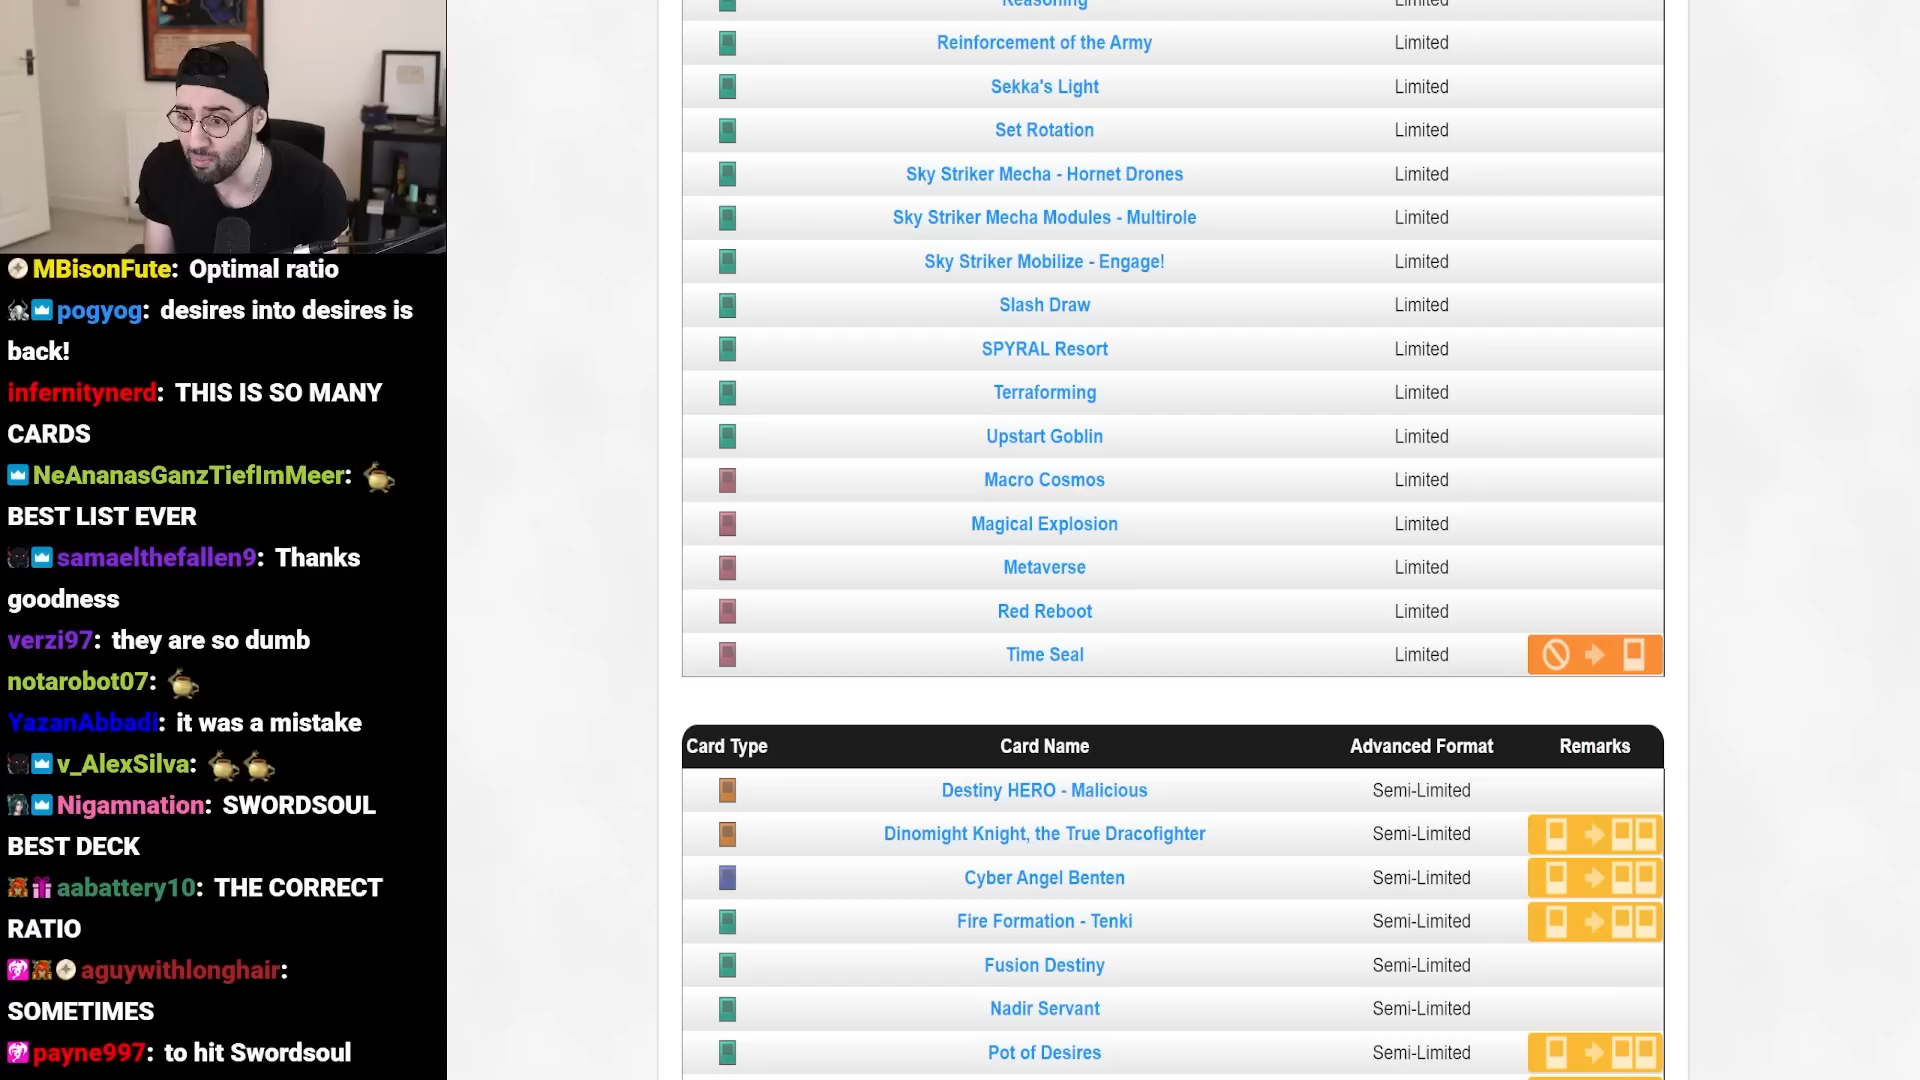 MBisonFute: Optimal ratio
pogyog: desires into desires is
back!
infernitynerd: THIS IS SO MANY
CARDS
NeAnanasGanzTiefImMeer:
BEST LIST EVER
samaelthefallen9: Thanks
goodness
verzi97: they are so dumb
notarobot07:
YazanAbbadi: it was a mistake
v_AlexSilva:
Nigamnation: SWORDSOUL
BEST DECK
aabattery10: THE CORRECT
RATIO
aguywithlonghair:
SOMETIMES
payne997: to hit Swordsoul
Reasoning Limited
Reinforcement of the Army Limited
Sekka's Light Limited
Set Rotation Limited
Sky Striker Mecha - Hornet Drones Limited
Sky Striker Mecha Modules - Multirole Limited
Sky Striker Mobilize - Engage! Limited
Slash Draw Limited
SPYRAL Resort Limited
Terraforming Limited
Upstart Goblin Limited
Macro Cosmos Limited
Magical Explosion Limited
Metaverse Limited
Red Reboot Limited
Time Seal Limited
Card Type Card Name Advanced Format Remarks
Destiny HERO - Malicious Semi-Limited
Dinomight Knight, the True Dracofighter Semi-Limited
Cyber Angel Benten Semi-Limited
Fire Formation - Tenki Semi-Limited
Fusion Destiny Semi-Limited
Nadir Servant Semi-Limited
Pot of Desires Semi-Limited